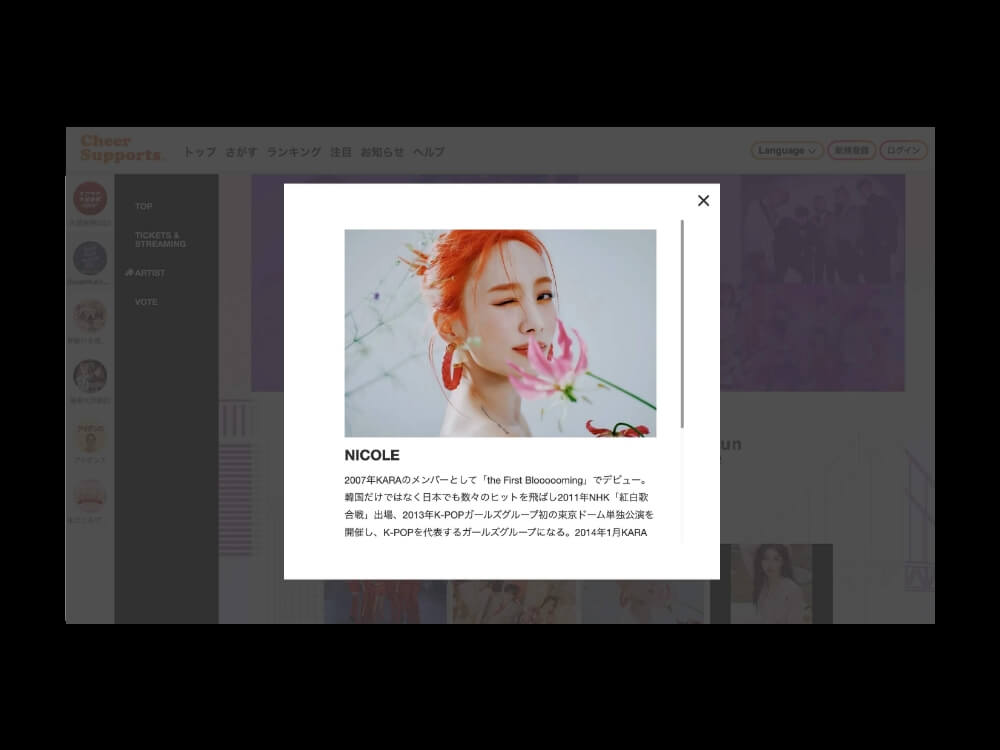 Cheer
Supports
トップ さがす ランキング 注目 お知らせ ヘルプ
Language
新規登録
ログイン
TOP
TICKETS &
STREAMING
ARTIST
VOTE
NICOLE
2007年KARAのメンバーとして「the First Blooooming」でデビュー。
韓国だけではなく日本でも数々のヒットを飛ばし2011年NHK「紅白歌
合戦」出場、2013年K-POPガールズグループ初の東京ドーム単独公演を
開催し、K-POPを代表するガールズグループになる。2014年1月KARA